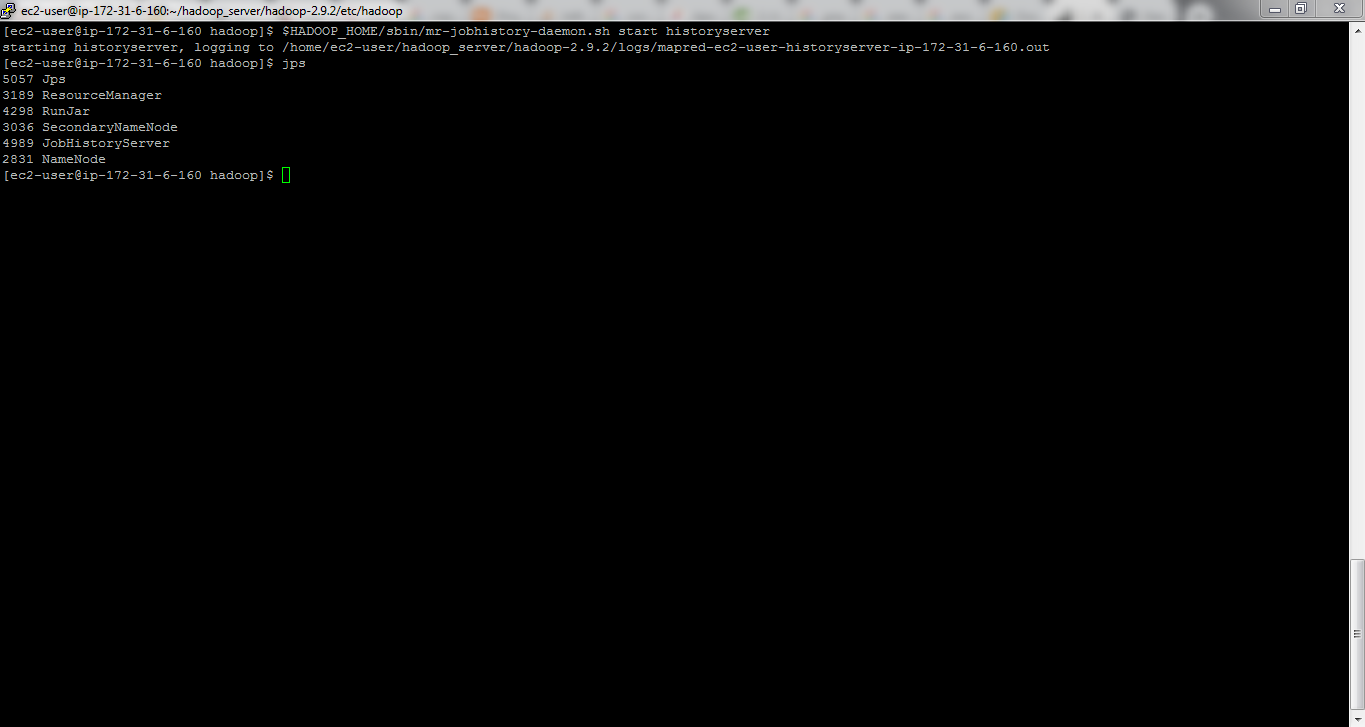 ec2-user@ip-172-31-6-160:~/hadoop_server/hadoop-2.9.2/etc/hadoop
[ec2-user@ip-172-31-6-160 hadoop]$ $HADOOP_HOME/sbin/mr-jobhistory-daemon.sh start historyserver
starting historyserver, logging to /home/ec2-user/hadoop_server/hadoop-2.9.2/logs/mapred-ec2-user-historyserver-ip-172-31-6-160.out
[ec2-user@ip-172-31-6-160 hadoop]$ jps
5057 Jps
3189 ResourceManager
4298 RunJar
3036 SecondaryNameNode
4989 JobHistoryServer
2831 NameNode
[ec2-user@ip-172-31-6-160 hadoop]$